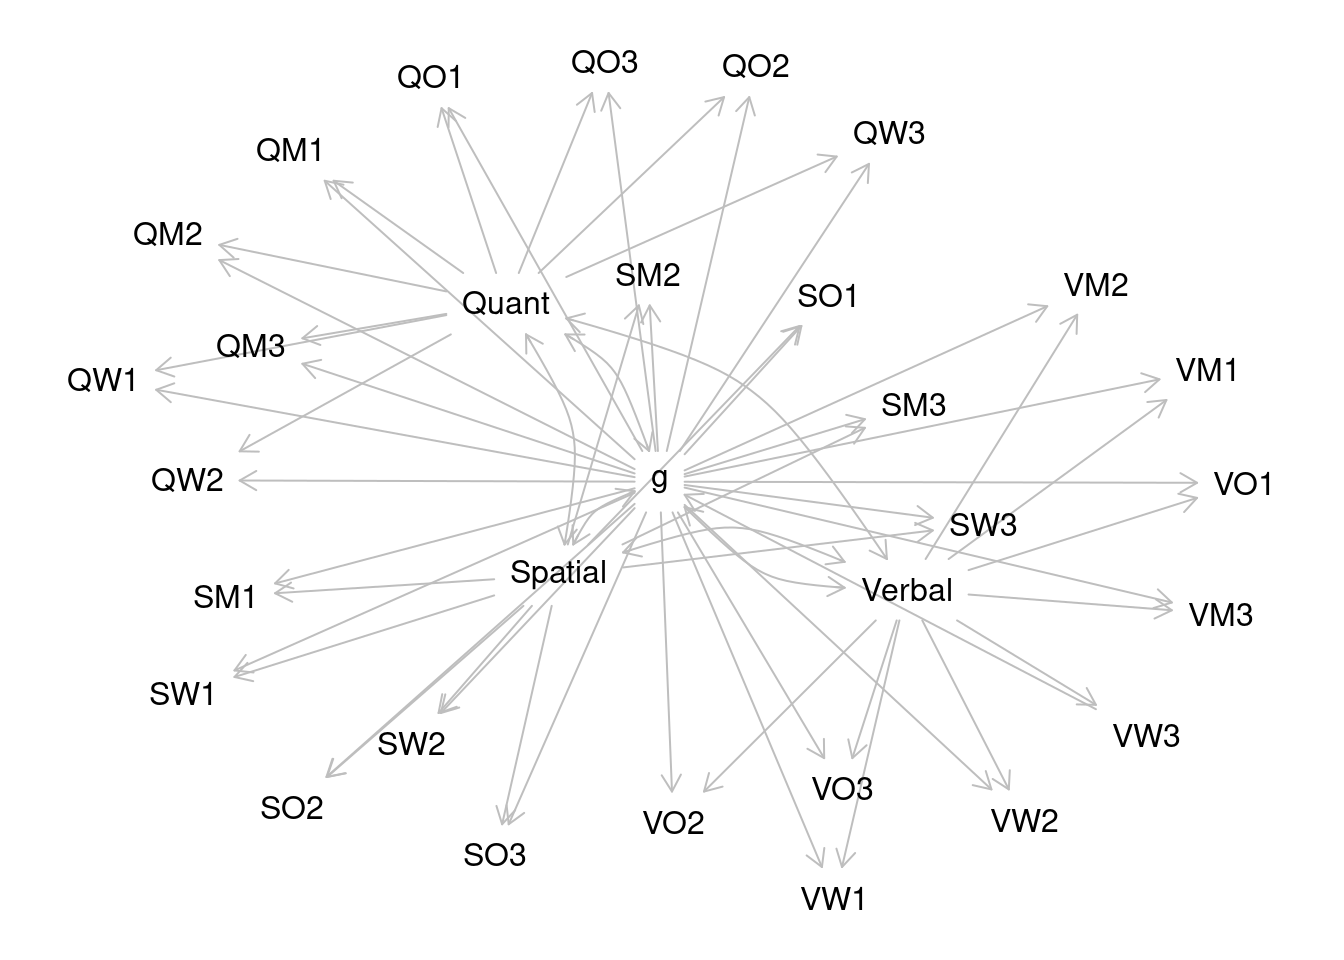 QO3
QO2
QO1
QW3
QM1
QM2
SM2
VM2
SO1
Quant
QM3
VM1
QW1
SM3
g
QW2
VO1
SW3
Spatial
Verbal
SM1
VM3
SW1
VW3
SW2
VO3
SO2
VO2
VW2
SO3
VW1